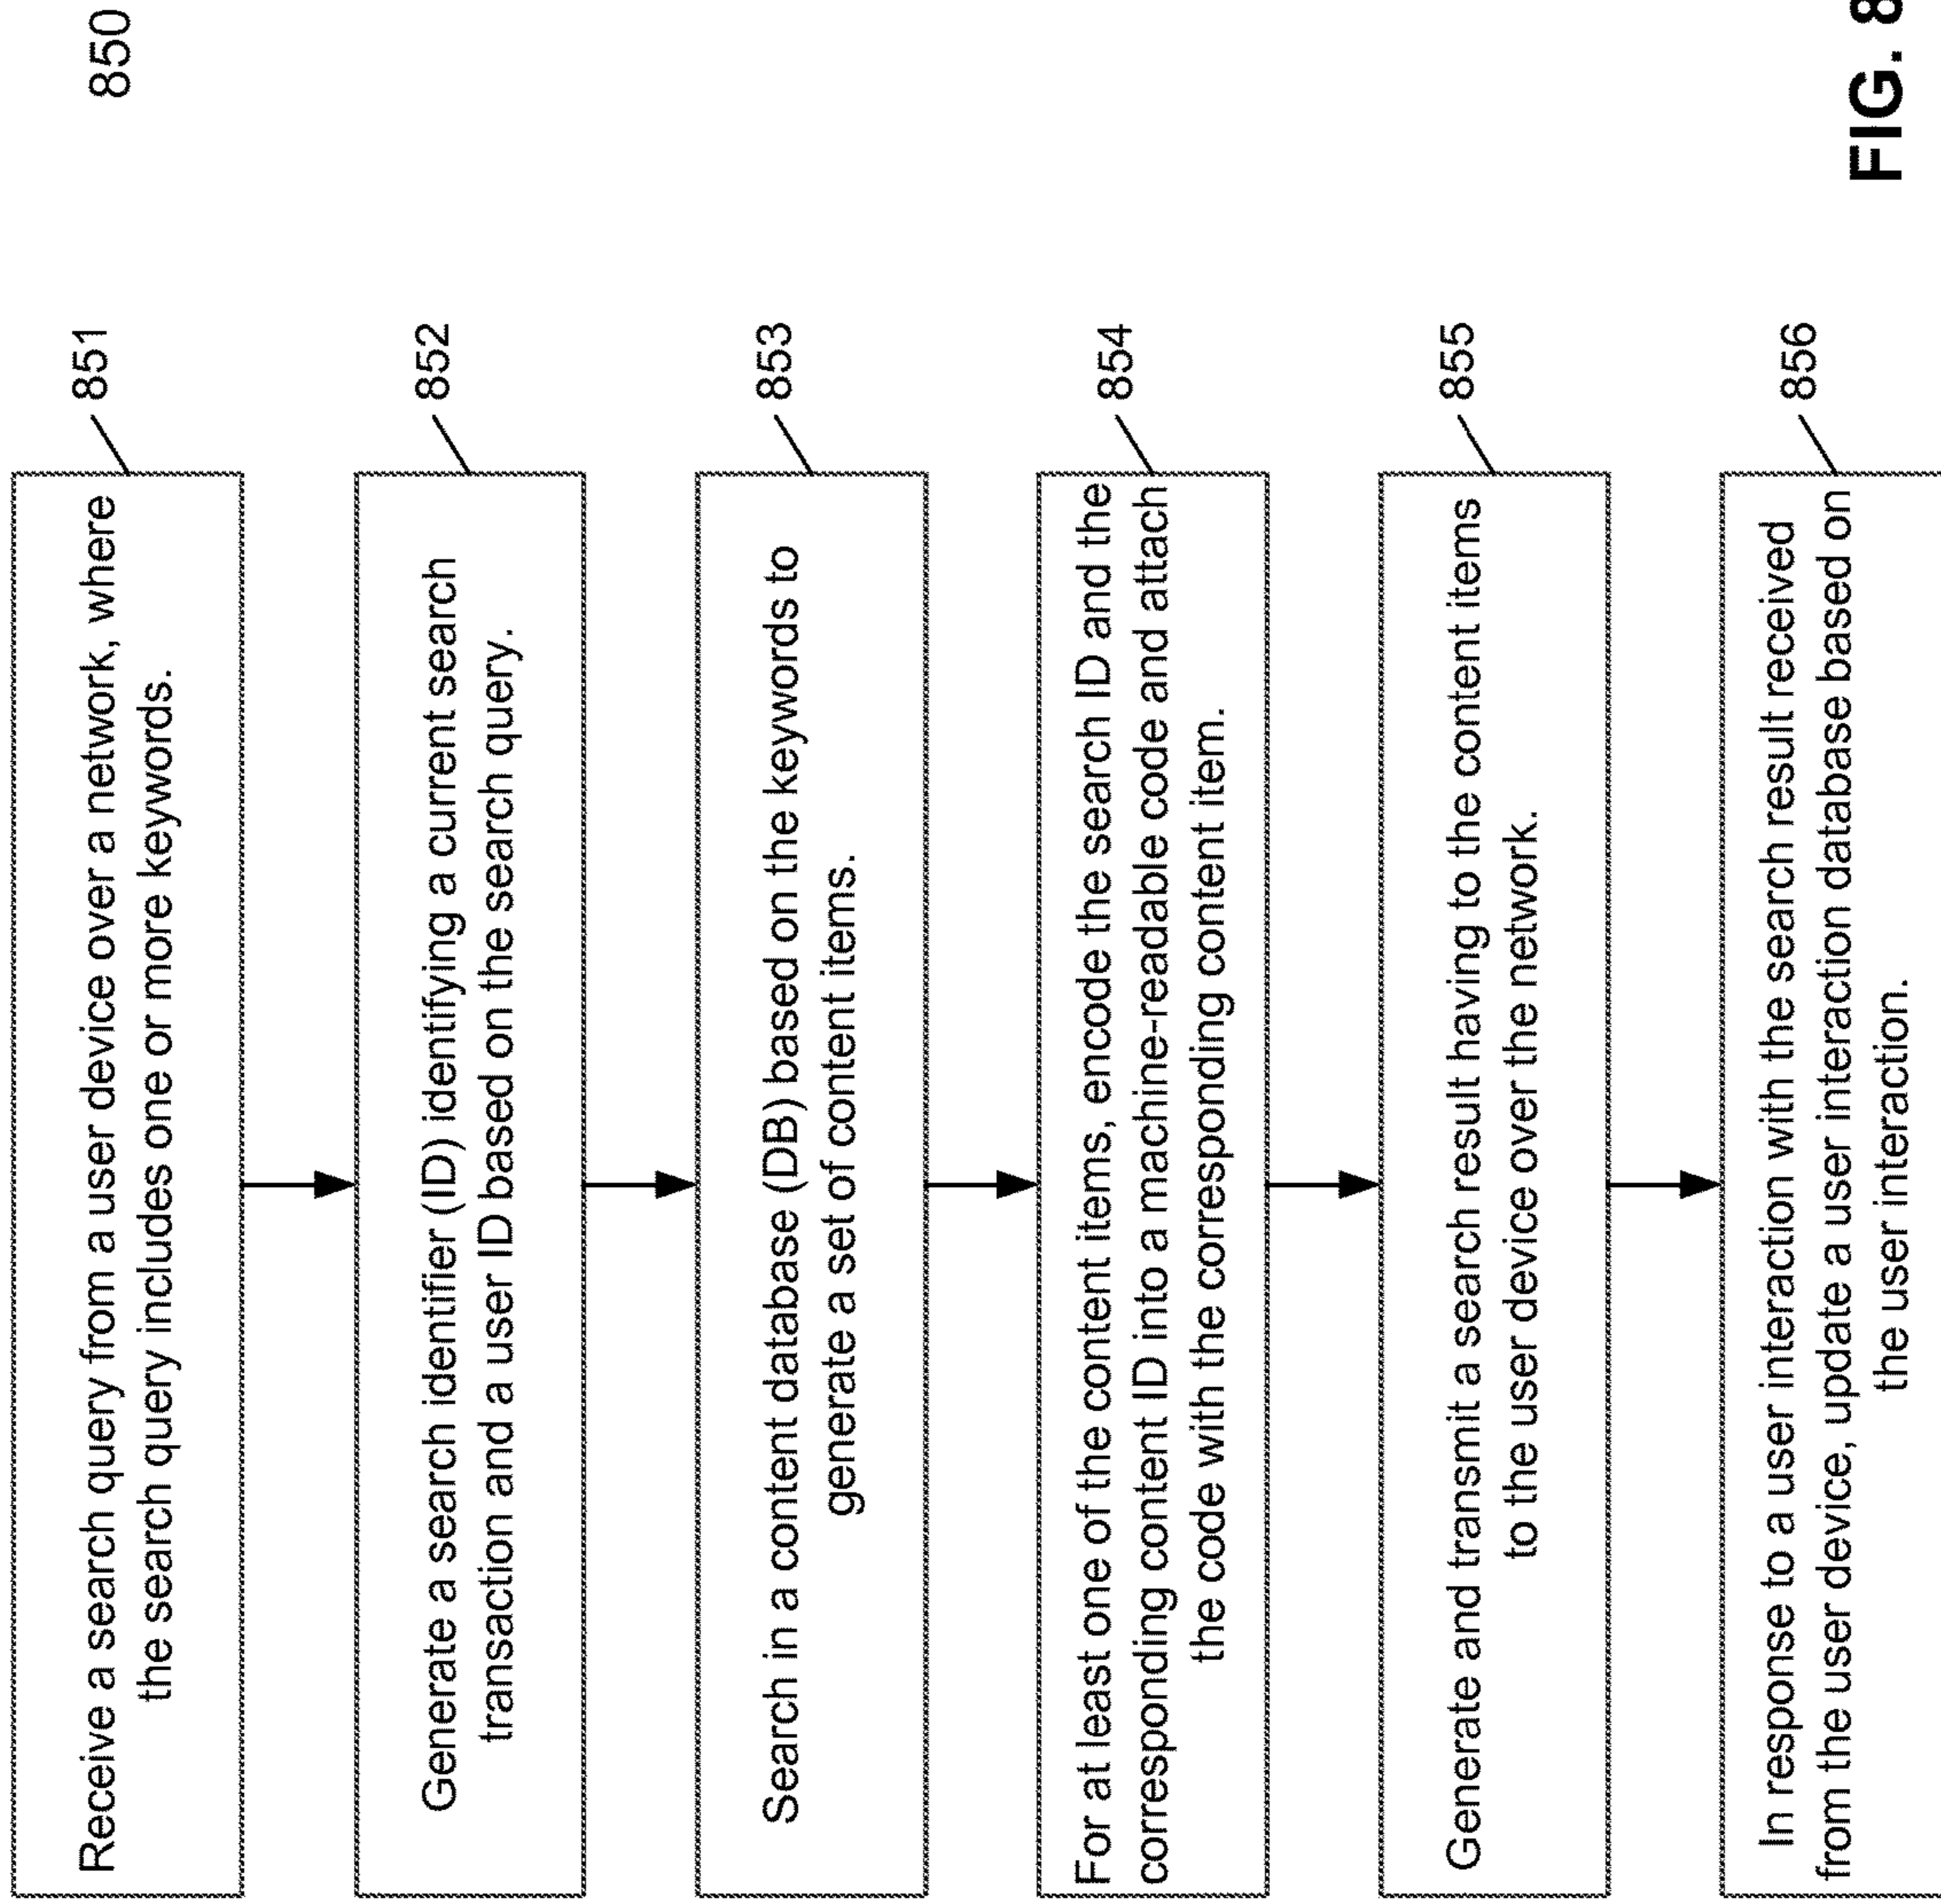 850
Receive a search query from a user device over a network, where
the search query includes one or more keywords.
851
Generate a search identifier (ID) identifying a current search
transaction and a user ID based on the search query.
852
Search in a content database (DB) based on the keywords to
generate a set of content items.
853
For at least one of the content items, encode the search ID and the
corresponding content ID into a machine-readable code and attach
the code with the corresponding content item.
854
Generate and transmit a search result having to the content items
to the user device over the network.
855
In response to a user interaction with the search result received
from the user device, update a user interaction database based on
the user interaction.
856
FIG.